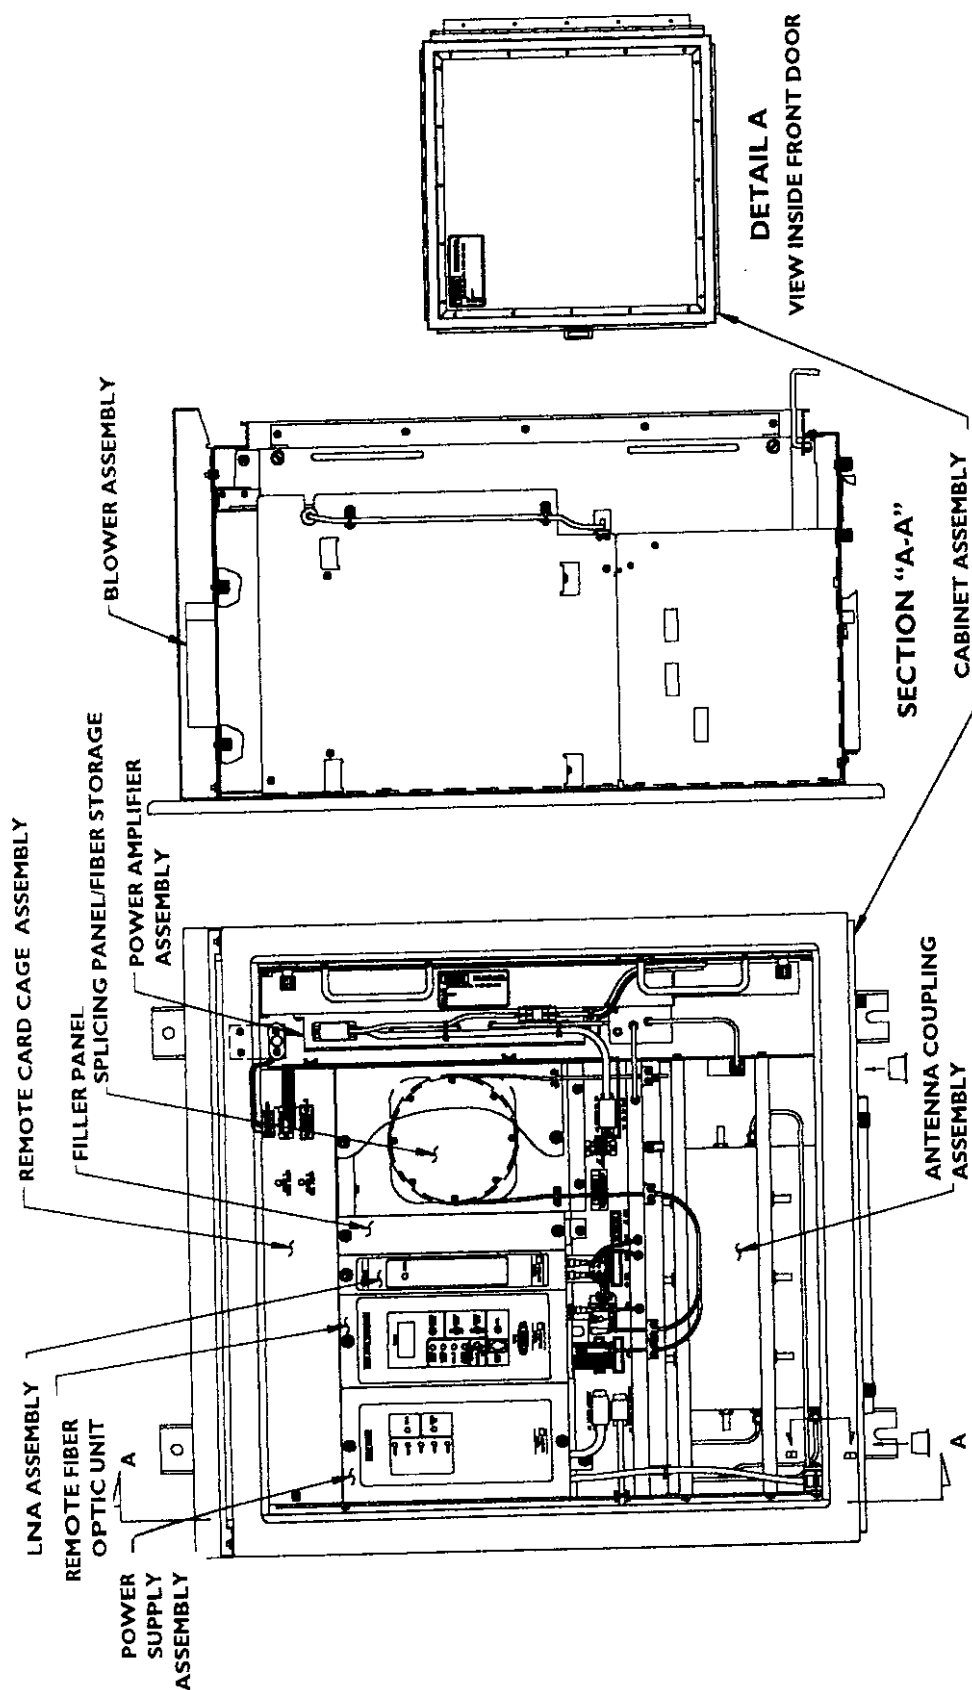 LNA ASSEMBLY
REMOTE FIBER
OPTIC UNIT
POWER
SUPPLY
ASSEMBLY
REMOTE CARD CAGE ASSEMBLY
FILLER PANEL
SPLICING PANEL/FIBER STORAGE
POWER AMPLIFIER
ASSEMBLY
BLOWER ASSEMBLY
A
A
B
B
ANTENNA COUPLING
ASSEMBLY
SECTION "A-A"
CABINET ASSEMBLY
DETAIL A
VIEW INSIDE FRONT DOOR